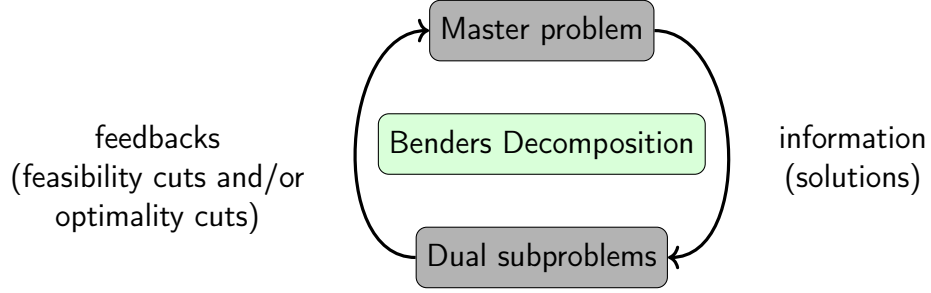 Master problem
feedbacks
(feasibility cuts and/or
optimality cuts)
Benders Decomposition
information
(solutions)
Dual subproblems